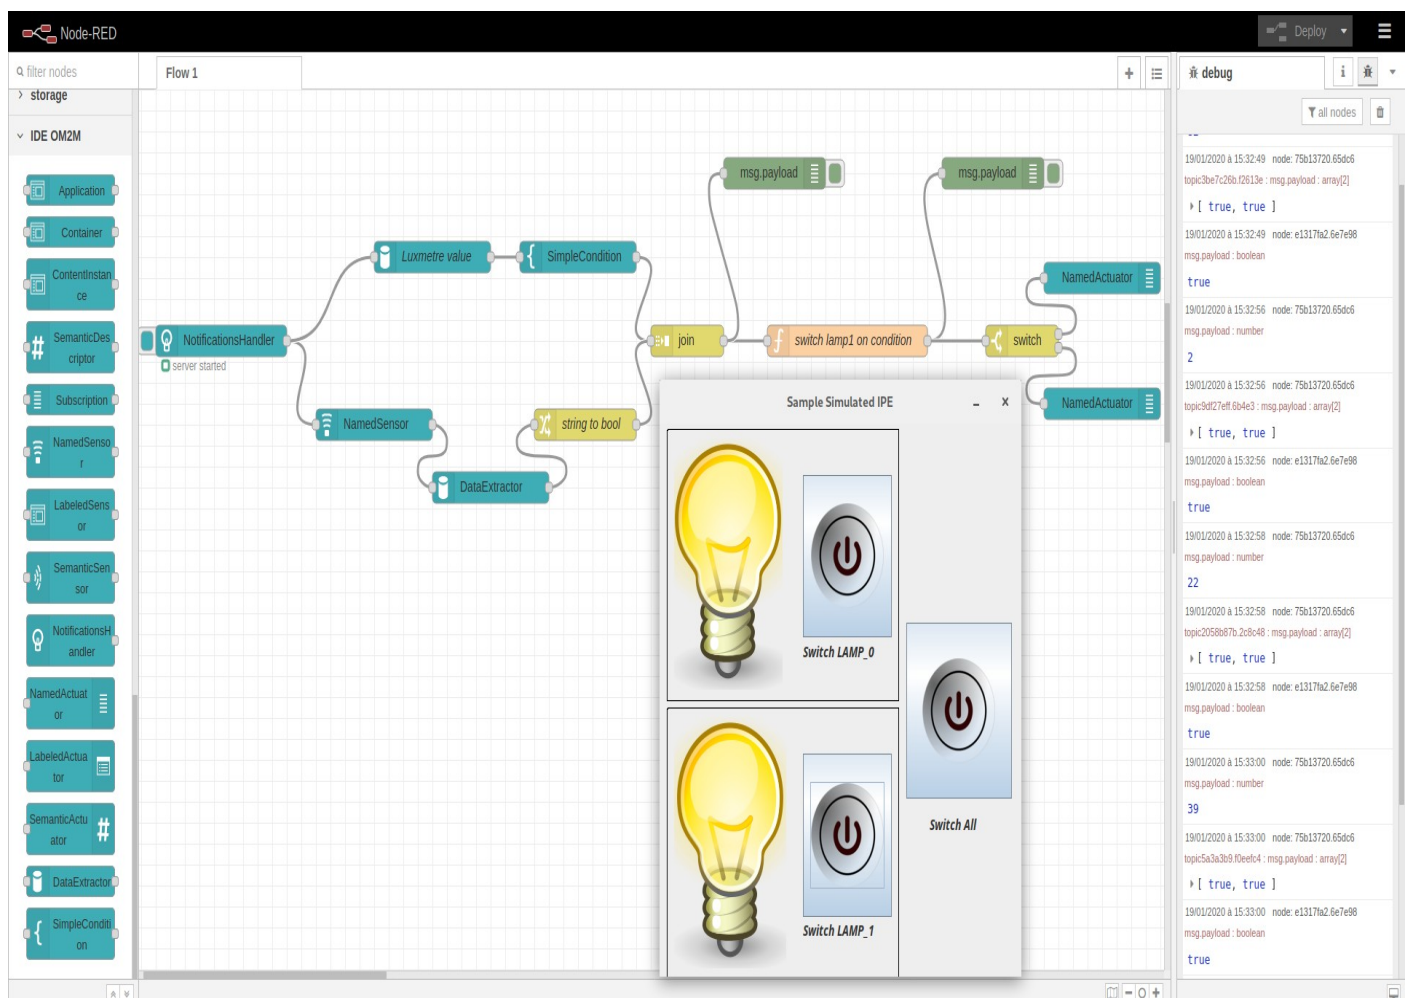 Node-RED
Deploy
filter nodes
Flow 1
debug
i
all nodes
storage
IDE OM2M
Application
Container
ContentInstan
ce
SemanticDes
criptor
Subscription
NamedSenso
r
LabeledSens
or
SemanticSen
sor
NotificationsH
andler
NamedActuat
or
LabeledActua
tor
SemanticActu
ator
DataExtractor
SimpleConditi
on
msg.payload
msg.payload
Luxmetre value
SimpleCondition
NamedActuator
NotificationsHandler
server started
join
switch lamp1 on condition
switch
NamedSensor
string to bool
NamedActuator
DataExtractor
Sample Simulated IPE
Switch LAMP_0
Switch All
Switch LAMP_1
19/01/2020 à 15:32:49 node: 75b13720.65dc6
topic3be7c26b.f2613e : msg.payload : array[2]
[ true, true ]
19/01/2020 à 15:32:49 node: e1317fa2.6e7e98
msg.payload : boolean
true
19/01/2020 à 15:32:56 node: 75b13720.65dc6
msg.payload : number
2
19/01/2020 à 15:32:56 node: 75b13720.65dc6
topic9df27eff.6b4e3 : msg.payload : array[2]
[ true, true ]
19/01/2020 à 15:32:56 node: e1317fa2.6e7e98
msg.payload : boolean
true
19/01/2020 à 15:32:58 node: 75b13720.65dc6
msg.payload : number
22
19/01/2020 à 15:32:58 node: 75b13720.65dc6
topic2058b87b.2c8c48 : msg.payload : array[2]
[ true, true ]
19/01/2020 à 15:32:58 node: e1317fa2.6e7e98
msg.payload : boolean
true
19/01/2020 à 15:33:00 node: 75b13720.65dc6
msg.payload : number
39
19/01/2020 à 15:33:00 node: 75b13720.65dc6
topic5a3a3b9.f0eefc4 : msg.payload : array[2]
[ true, true ]
19/01/2020 à 15:33:00 node: e1317fa2.6e7e98
msg.payload : boolean
true